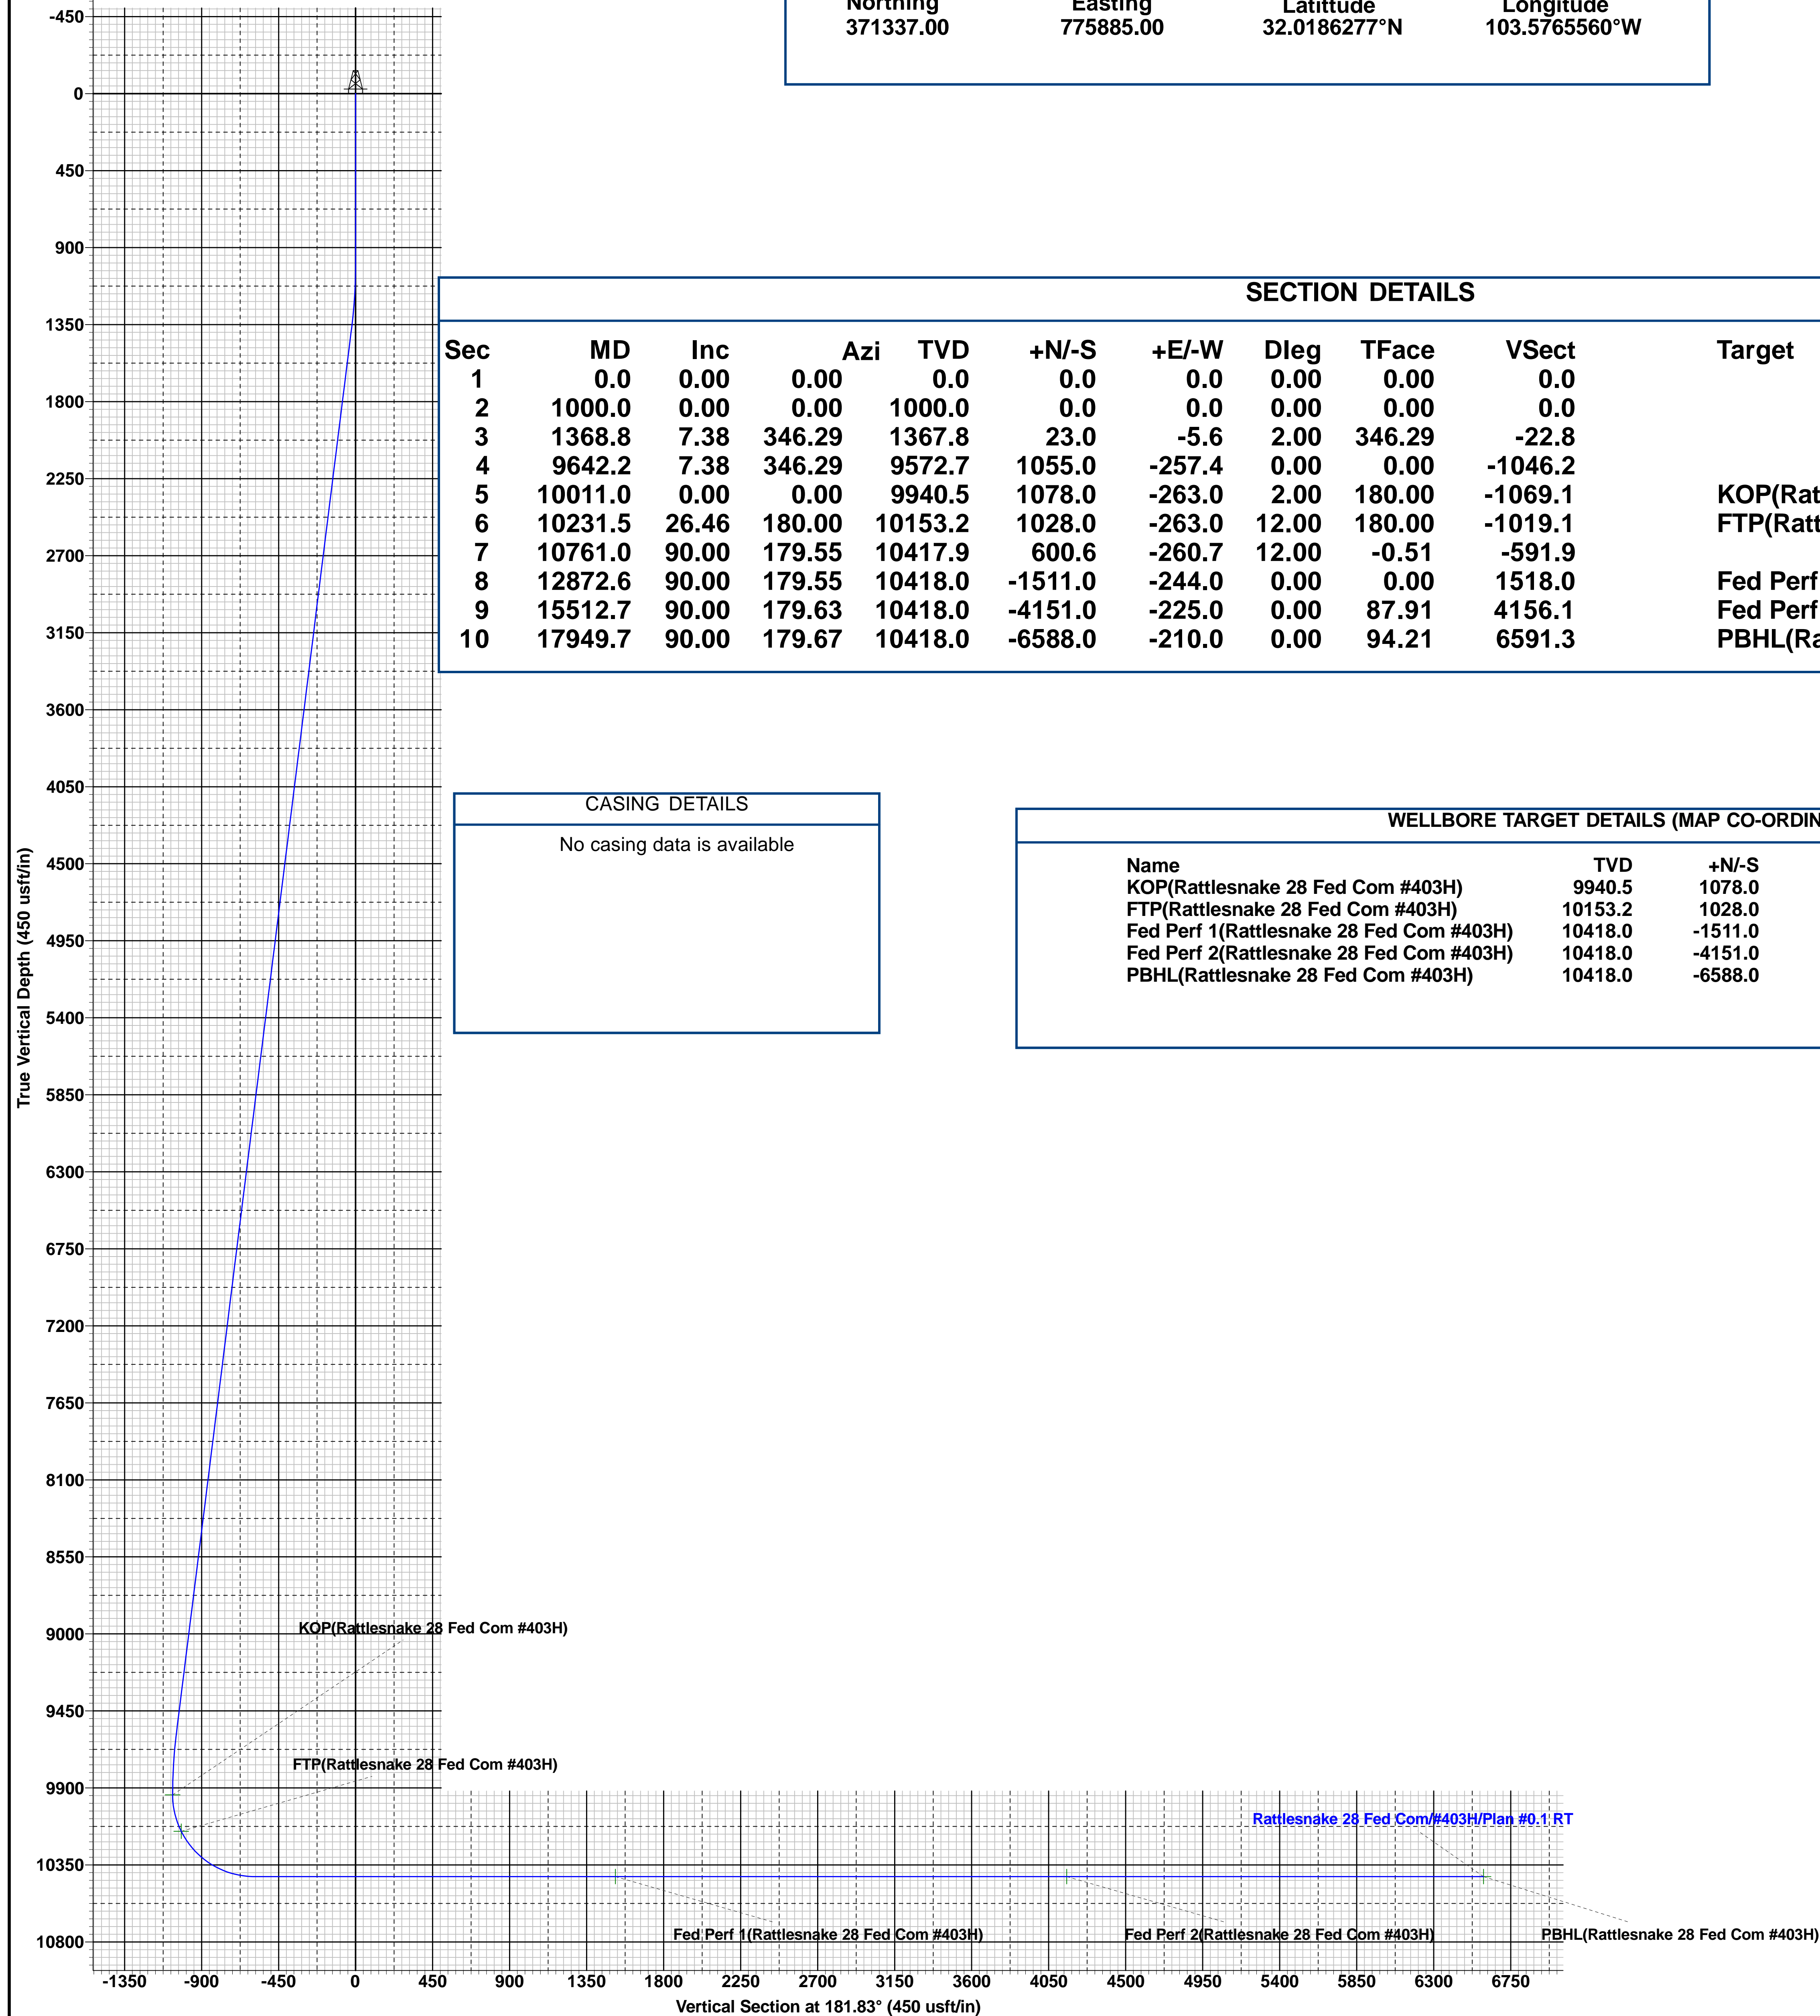 Northing Easting Latittude Longitude
371337.00 775885.00 32.0186277°N 103.5765560°W
SECTION DETAILS
Sec MD Inc Azi TVD +N/-S +E/-W Dleg TFace VSect Target
1 0.0 0.00 0.00 0.0 0.0 0.0 0.00 0.00 0.0
2 1000.0 0.00 0.00 1000.0 0.0 0.0 0.00 0.00 0.0
3 1368.8 7.38 346.29 1367.8 23.0 -5.6 2.00 346.29 -22.8
4 9642.2 7.38 346.29 9572.7 1055.0 -257.4 0.00 0.00 -1046.2
5 10011.0 0.00 0.00 9940.5 1078.0 -263.0 2.00 180.00 -1069.1 KOP(Rat
6 10231.5 26.46 180.00 10153.2 1028.0 -263.0 12.00 180.00 -1019.1 FTP(Ratt
7 10761.0 90.00 179.55 10417.9 600.6 -260.7 12.00 -0.51 -591.9
8 12872.6 90.00 179.55 10418.0 -1511.0 -244.0 0.00 0.00 1518.0 Fed Perf
9 15512.7 90.00 179.63 10418.0 -4151.0 -225.0 0.00 87.91 4156.1 Fed Perf
10 17949.7 90.00 179.67 10418.0 -6588.0 -210.0 0.00 94.21 6591.3 PBHL(Ra
CASING DETAILS
No casing data is available
WELLBORE TARGET DETAILS (MAP CO-ORDIN
Name TVD +N/-S
KOP(Rattlesnake 28 Fed Com #403H) 9940.5 1078.0
FTP(Rattlesnake 28 Fed Com #403H) 10153.2 1028.0
Fed Perf 1(Rattlesnake 28 Fed Com #403H) 10418.0 -1511.0
Fed Perf 2(Rattlesnake 28 Fed Com #403H) 10418.0 -4151.0
PBHL(Rattlesnake 28 Fed Com #403H) 10418.0 -6588.0
True Vertical Depth (450 usft/in)
-450
0
450
900
1350
1800
2250
2700
3150
3600
4050
4500
4950
5400
5850
6300
6750
7200
7650
8100
8550
9000
9450
9900
10350
10800
KOP(Rattlesnake 28 Fed Com #403H)
FTP(Rattlesnake 28 Fed Com #403H)
Rattlesnake 28 Fed Com/#403H/Plan #0.1 RT
Fed Perf 1(Rattlesnake 28 Fed Com #403H)
Fed Perf 2(Rattlesnake 28 Fed Com #403H)
PBHL(Rattlesnake 28 Fed Com #403H)
-1350 -900 -450 0 450 900 1350 1800 2250 2700 3150 3600 4050 4500 4950 5400 5850 6300 6750
Vertical Section at 181.83° (450 usft/in)